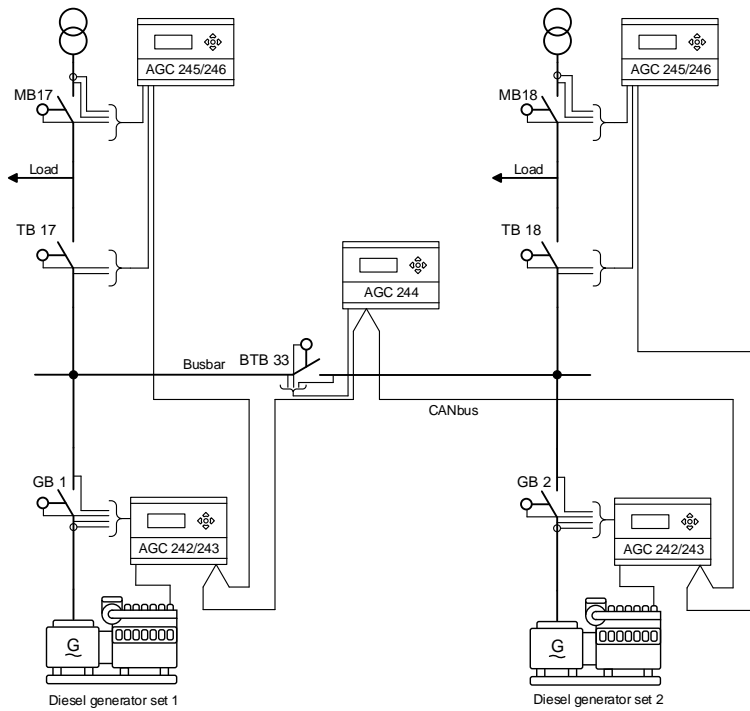 AGC 245/246
AGC 245/246
MB17
MB18
Load
Load
TB 17
TB 18
AGC 244
Busbar
BTB 33
CANbus
GB 1
GB 2
AGC 242/243
AGC 242/243
G
G
Diesel generator set 1
Diesel generator set 2